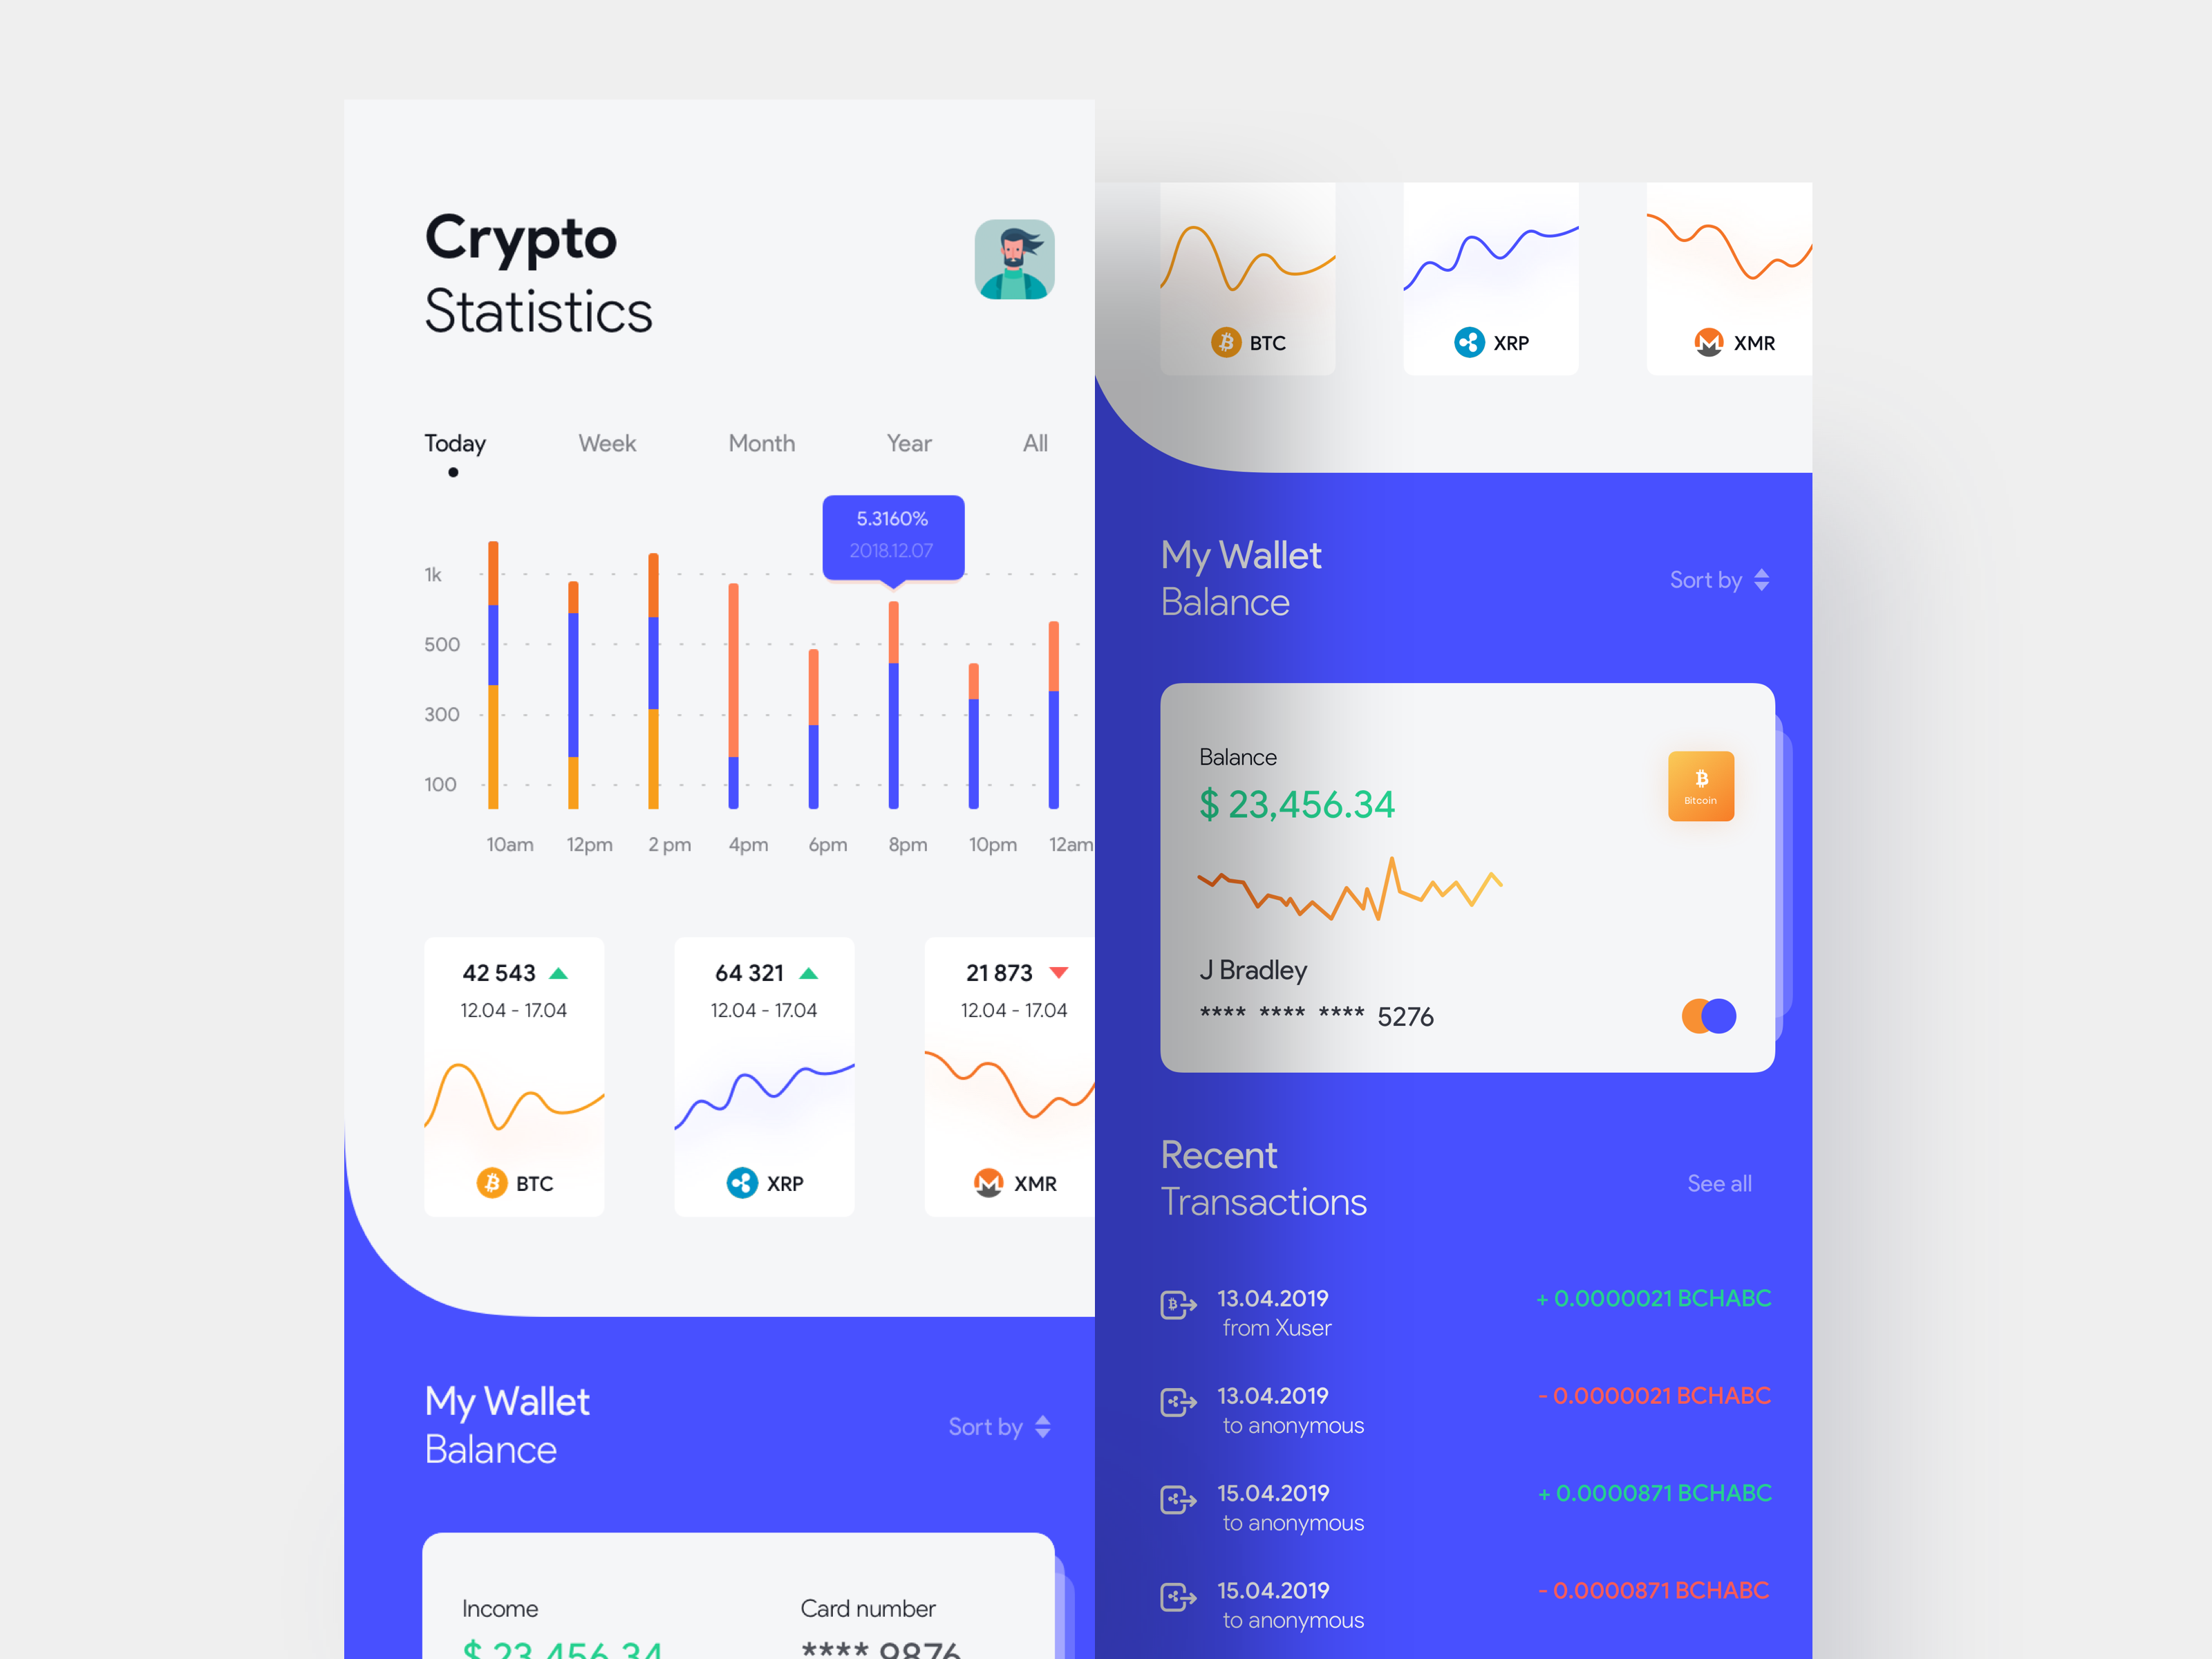 Crypto
Statistics
Today Week Month Year All
5.3160%
2018.12.07
1k
500
300
100
10am 12pm 2 pm 4pm 6pm 8pm 10pm 12am
42 543 64 321 21 873
12.04 - 17.04 12.04 - 17.04 12.04 - 17.04
BTC XRP XMR
My Wallet
Balance
Sort by
Income Card number
$ 23,456.34 **** 9876
BTC XRP XMR
My Wallet
Balance
Sort by
Balance
$ 23,456.34
Bitcoin
J Bradley
**** **** **** 5276
Recent
Transactions
See all
13.04.2019 + 0.0000021 BCHABC
from Xuser
13.04.2019 - 0.0000021 BCHABC
to anonymous
15.04.2019 + 0.0000871 BCHABC
to anonymous
15.04.2019 - 0.0000871 BCHABC
to anonymous